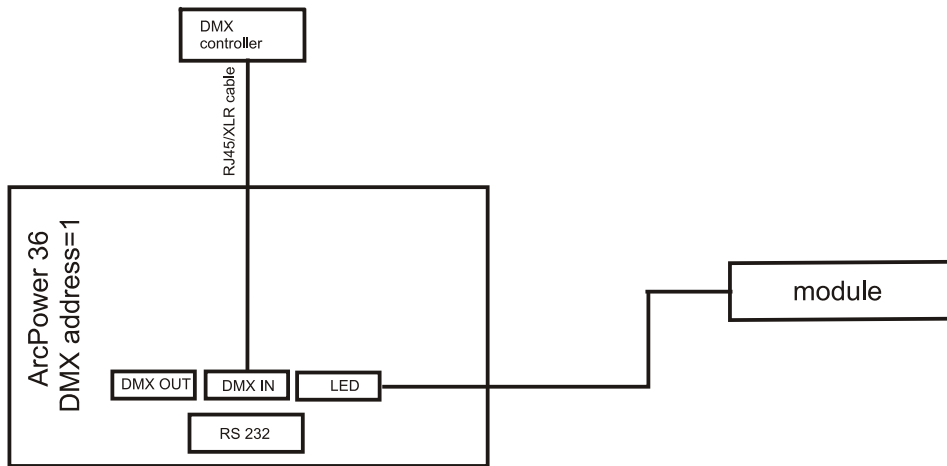 DMX
controller
RJ45/XLR cable
ArcPower 36
DMX address=1
DMX OUT
DMX IN
LED
RS 232
module